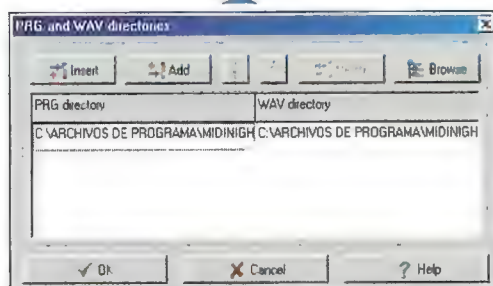 PRG and WAV directories
Insert Add Browse
PRG directory WAV directory
C:\ARCHIVOS DE PROGRAMA\MIDINIGH C:\ARCHIVOS DE PROGRAMA\MIDINIGH
OK Cancel Help